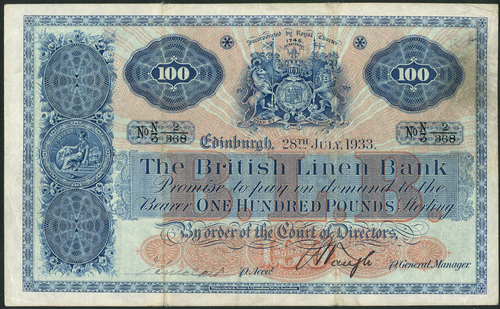 Incorporated by Royal Charter
1746
100 100
No N/3 2/368 No N/3 2/368
Edinburgh, 28TH JULY, 1933.
The British Linen Bank
Promise to pay on demand to the
Bearer ONE HUNDRED POUNDS Sterling
By order of the Court of Directors,
P. Acct. P. General Manager